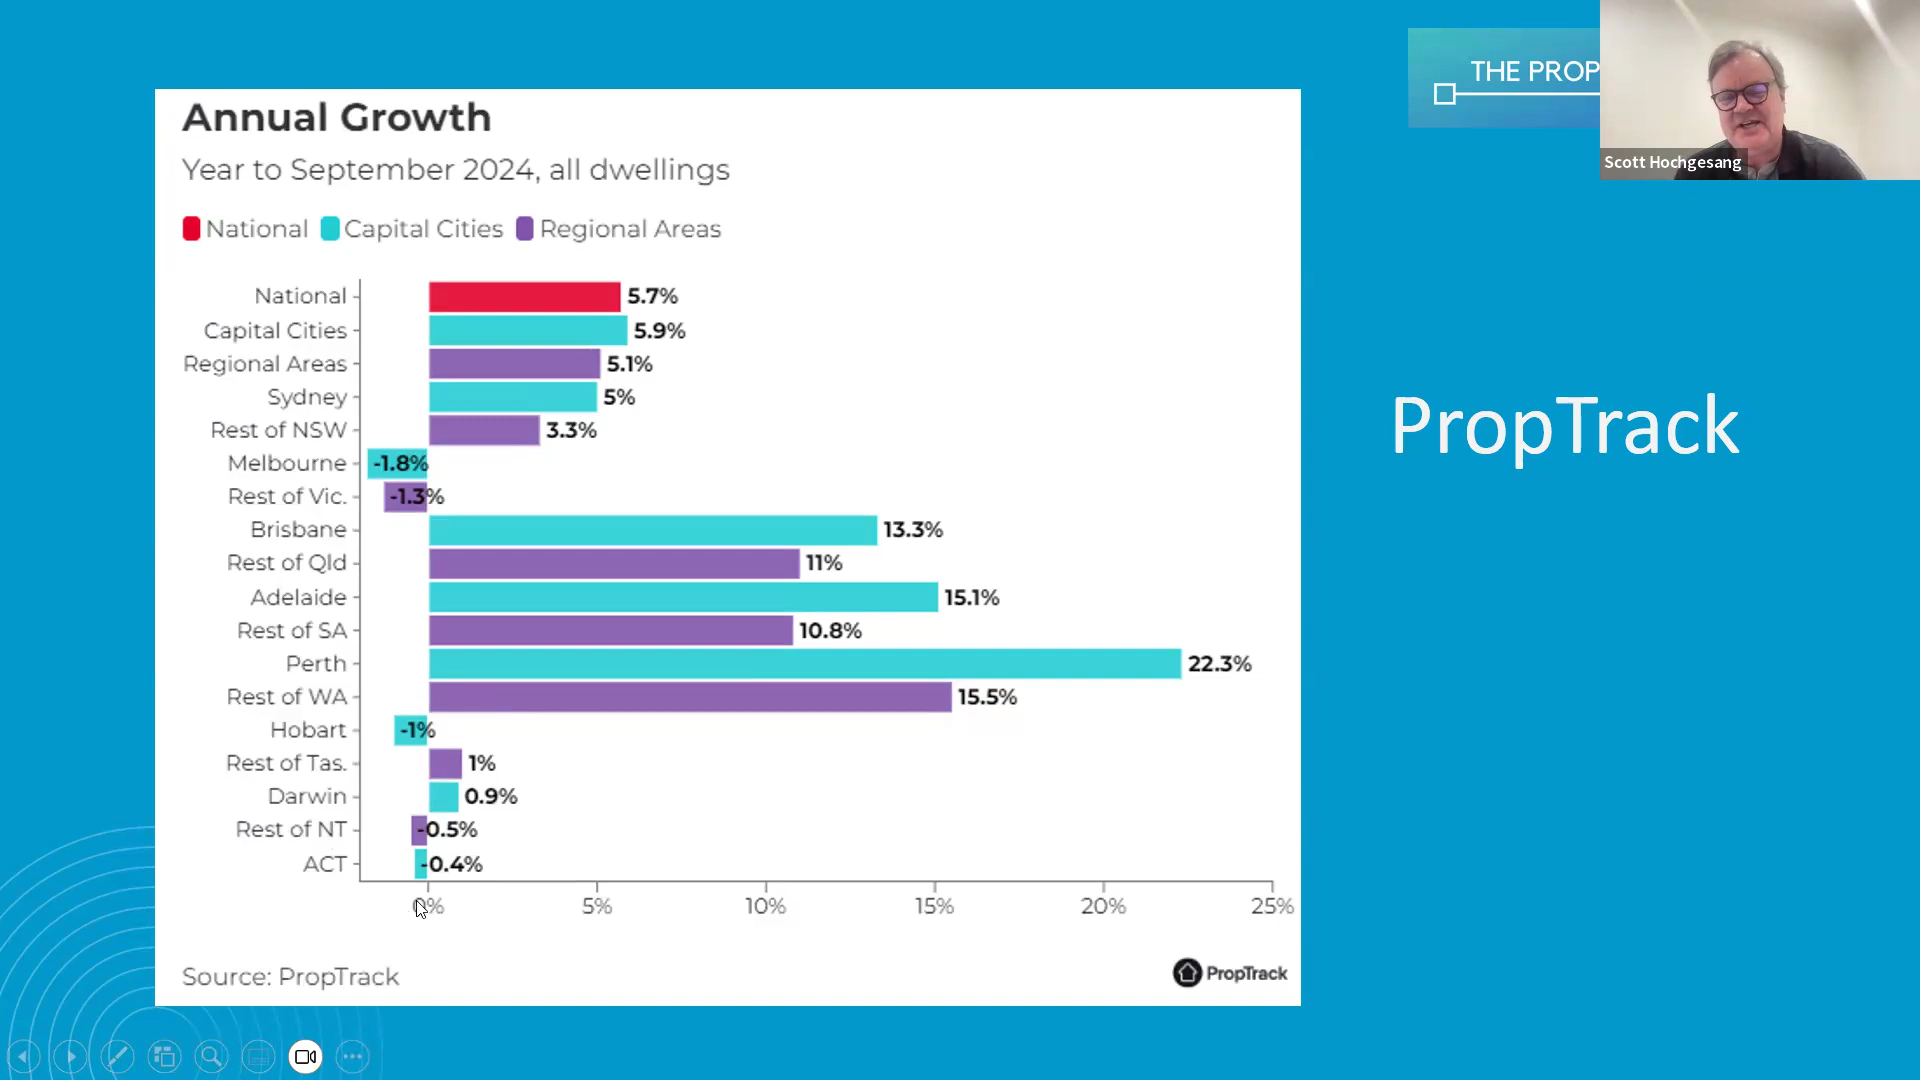 THE PROP
Scott Hochgesang
Annual Growth
Year to September 2024, all dwellings
National Capital Cities Regional Areas
National 5.7%
Capital Cities 5.9%
Regional Areas 5.1%
Sydney 5%
Rest of NSW 3.3%
Melbourne -1.8%
Rest of Vic. -1.3%
Brisbane 13.3%
Rest of Qld 11%
Adelaide 15.1%
Rest of SA 10.8%
Perth 22.3%
Rest of WA 15.5%
Hobart -1%
Rest of Tas. 1%
Darwin 0.9%
Rest of NT -0.5%
ACT -0.4%
0% 5% 10% 15% 20% 25%
Source: PropTrack
PropTrack
PropTrack